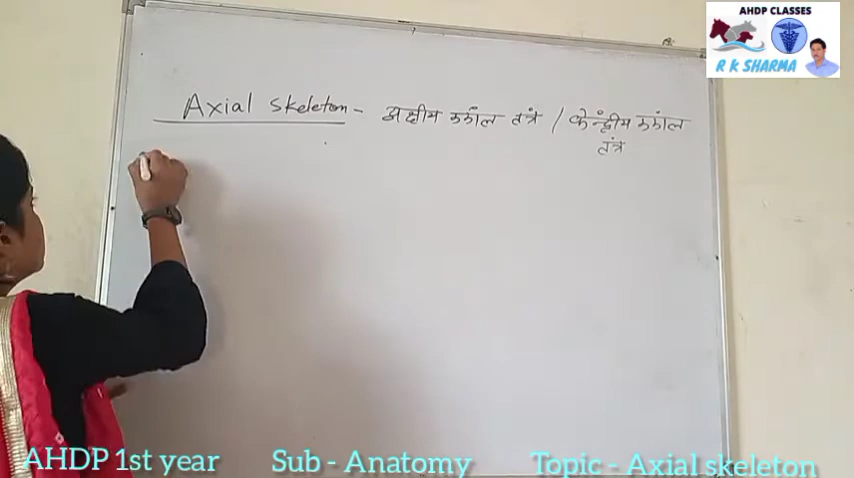 AHDP CLASSES
R K SHARMA
Axial Skeleton - अक्षीय कंकाल तंत्र / केन्द्रीय कंकाल
तंत्र
AHDP 1st year Sub - Anatomy Topic - Axial skeleton